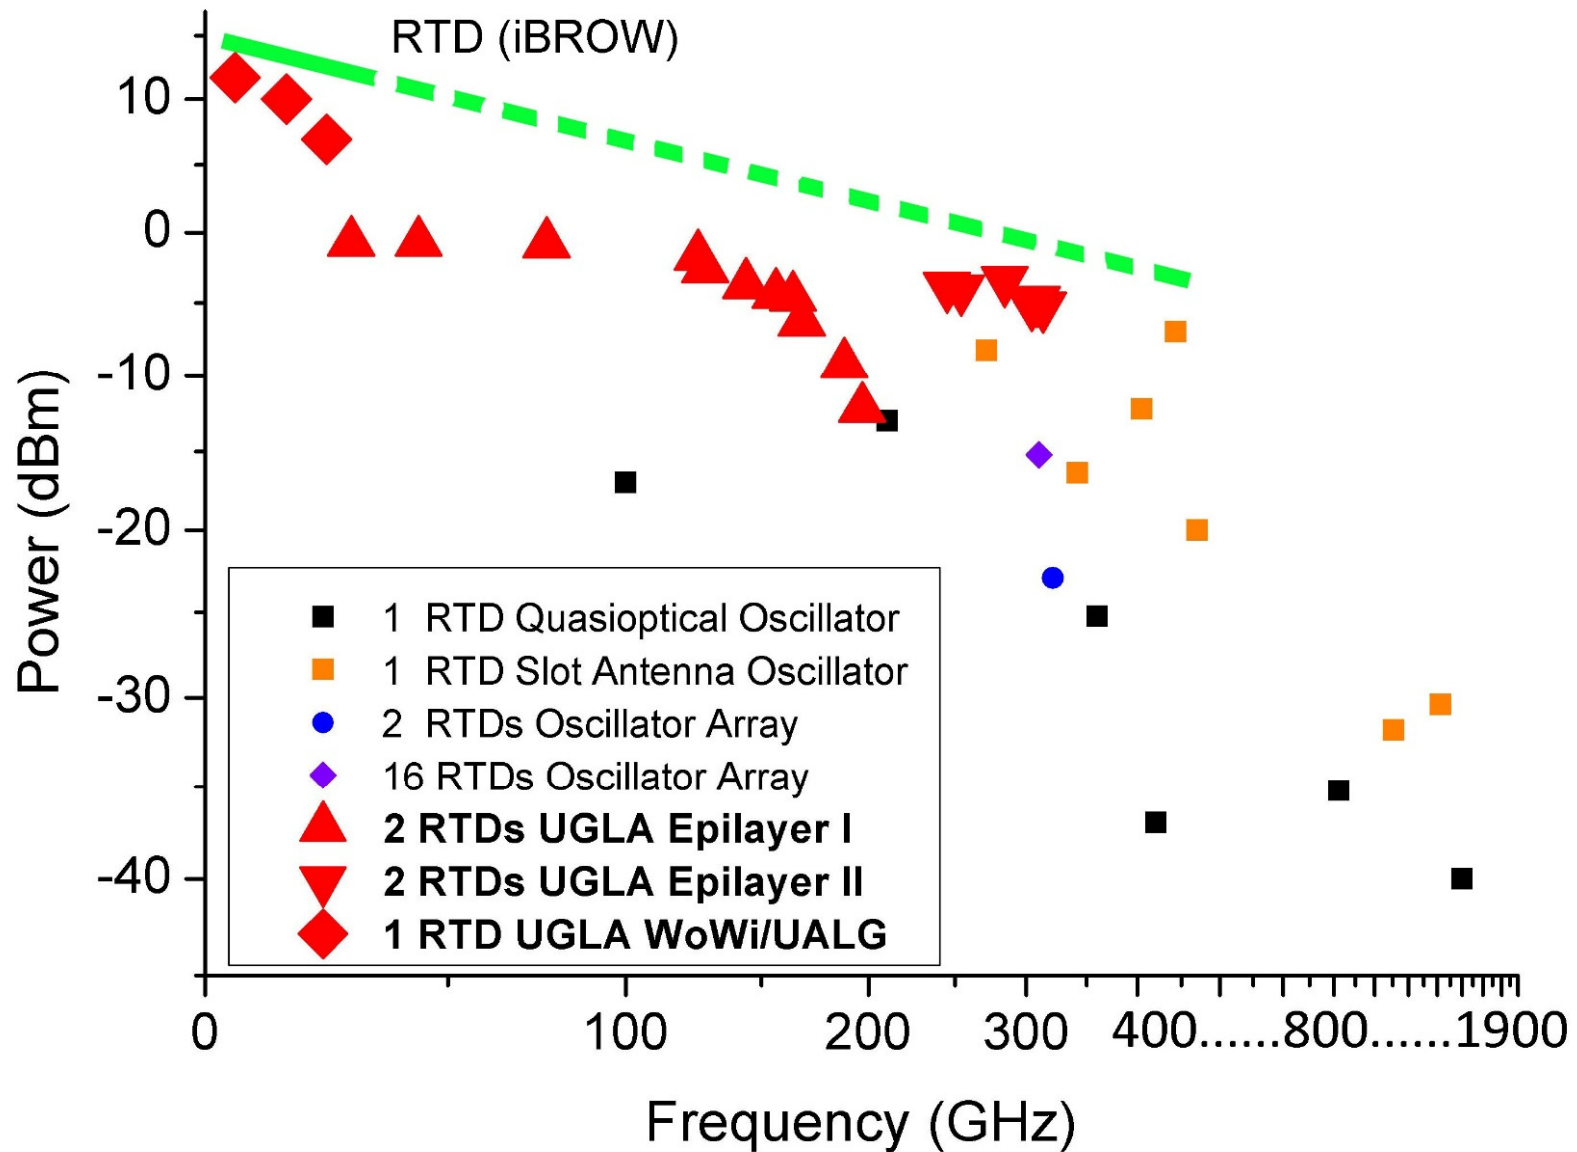 RTD (iBROW)
10
0
-10
-20
-30
-40
Power (dBm)
1 RTD Quasioptical Oscillator
1 RTD Slot Antenna Oscillator
2 RTDs Oscillator Array
16 RTDs Oscillator Array
2 RTDs UGLA Epilayer I
2 RTDs UGLA Epilayer II
1 RTD UGLA WoWi/UALG
0 100 200 300 400......800......1900
Frequency (GHz)